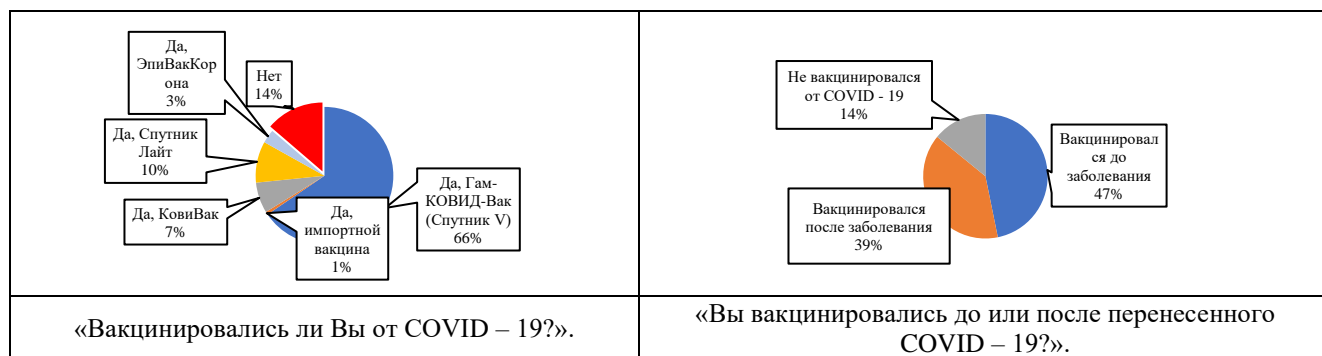 Да,
ЭпиВакКор
она
3%
Нет
14%
Да, Спутник
Лайт
10%
Да, КовиВак
7%
Да,
импортной
вакцина
1%
Да, Гам-
КОВИД-Вак
(Спутник V)
66%
Не вакцинировался
от COVID - 19
14%
Вакцинировал
ся до
заболевания
47%
Вакцинировался
после заболевания
39%
«Вакцинировались ли Вы от COVID – 19?».
«Вы вакцинировались до или после перенесенного
COVID – 19?».